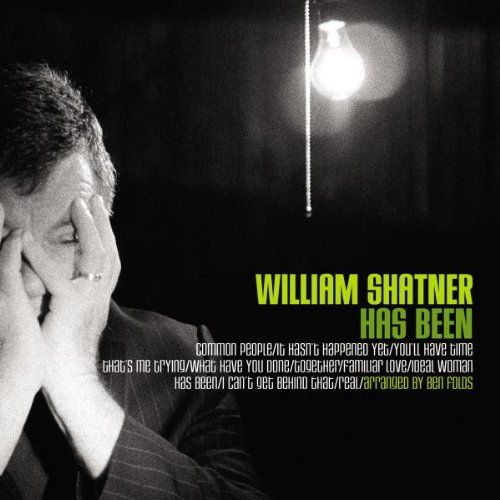 WILLIAM SHATNER
HAS BEEN
COMMON PEOPLE/IT HASN'T HAPPENED YET/YOU'LL HAVE TIME
THAT'S ME TRYING/WHAT HAVE YOU DONE/TOGETHER/FAMILIAR LOVE/IDEAL WOMAN
HAS BEEN/I CAN'T GET BEHIND THAT/REAL/ARRANGED BY BEN FOLDS